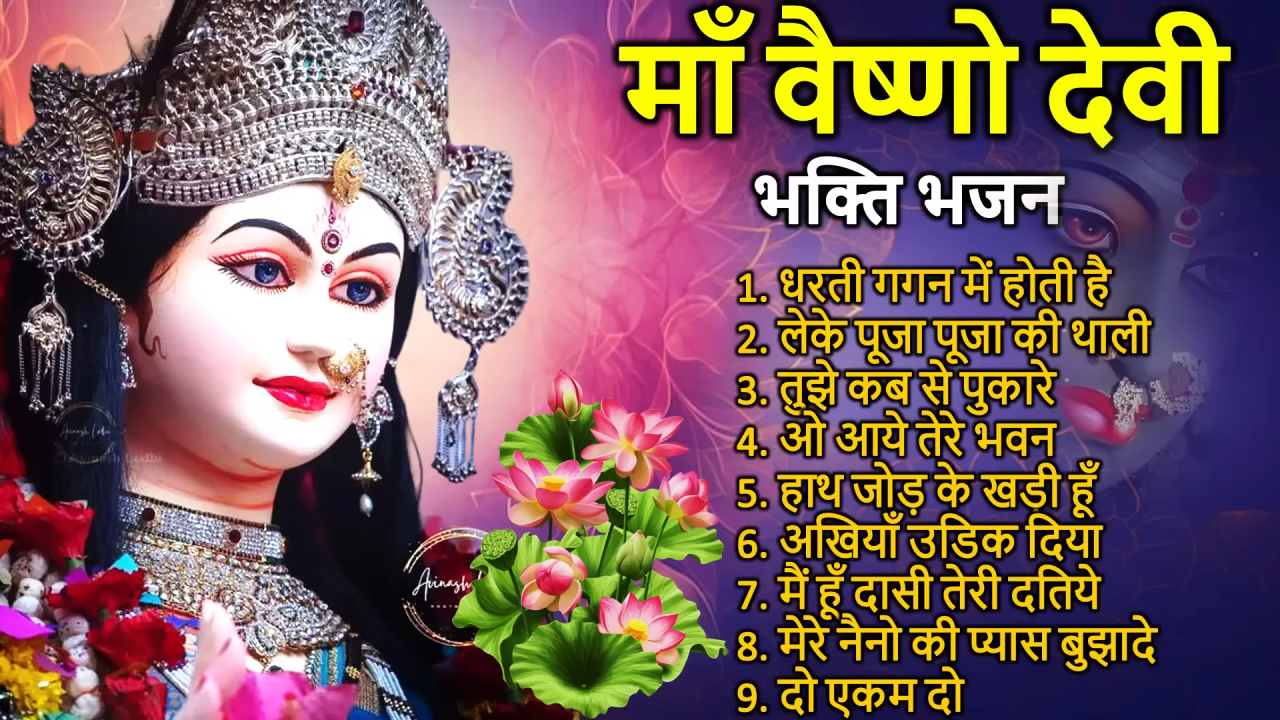 माँ वैष्णो देवी
भक्ति भजन
1. धरती गगन में होती है
2. लेके पूजा पूजा की थाली
3. तुझे कब से पुकारे
4. ओ आये तेरे भवन
5. हाथ जोड़ के खड़ी हूँ
6. अखियाँ उडिक दिया
7. मैं हूँ दासी तेरी दतिये
8. मेरे नैनो की प्यास बुझादे
9. दो एकम दो
Avinash